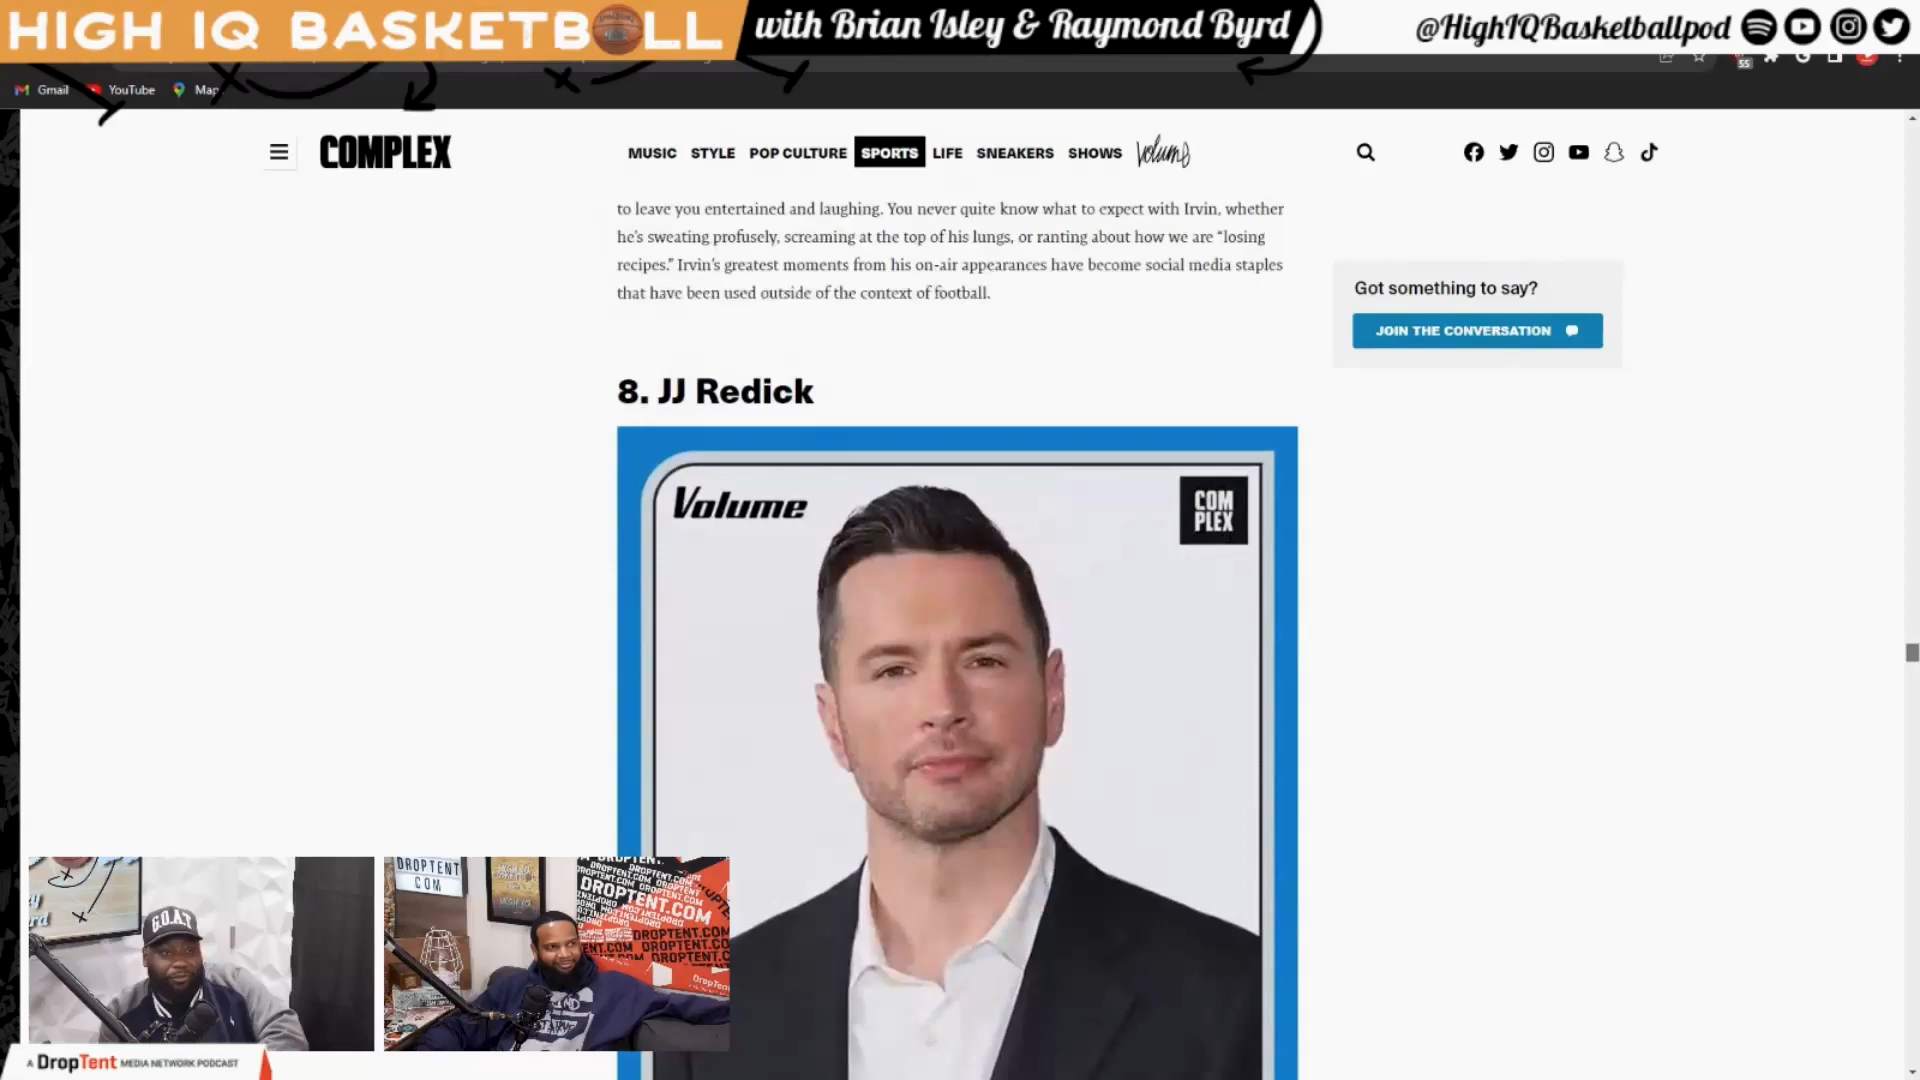 HIGH IQ BASKETBALL
with Brian Isley & Raymond Byrd
@HighIQBasketballpod
55
Gmail
YouTube
Map
COMPLEX
MUSIC STYLE POP CULTURE SPORTS LIFE SNEAKERS SHOWS Volume
to leave you entertained and laughing. You never quite know what to expect with Irvin, whether
he's sweating profusely, screaming at the top of his lungs, or ranting about how we are “losing
recipes.” Irvin's greatest moments from his on-air appearances have become social media staples
that have been used outside of the context of football.
Got something to say?
JOIN THE CONVERSATION
8. JJ Redick
Volume
COM
PLEX
G.O.A.T
DROPTENT
COM
DROPTENT.COM
DROPTENT.COM
A DropTent MEDIA NETWORK PODCAST